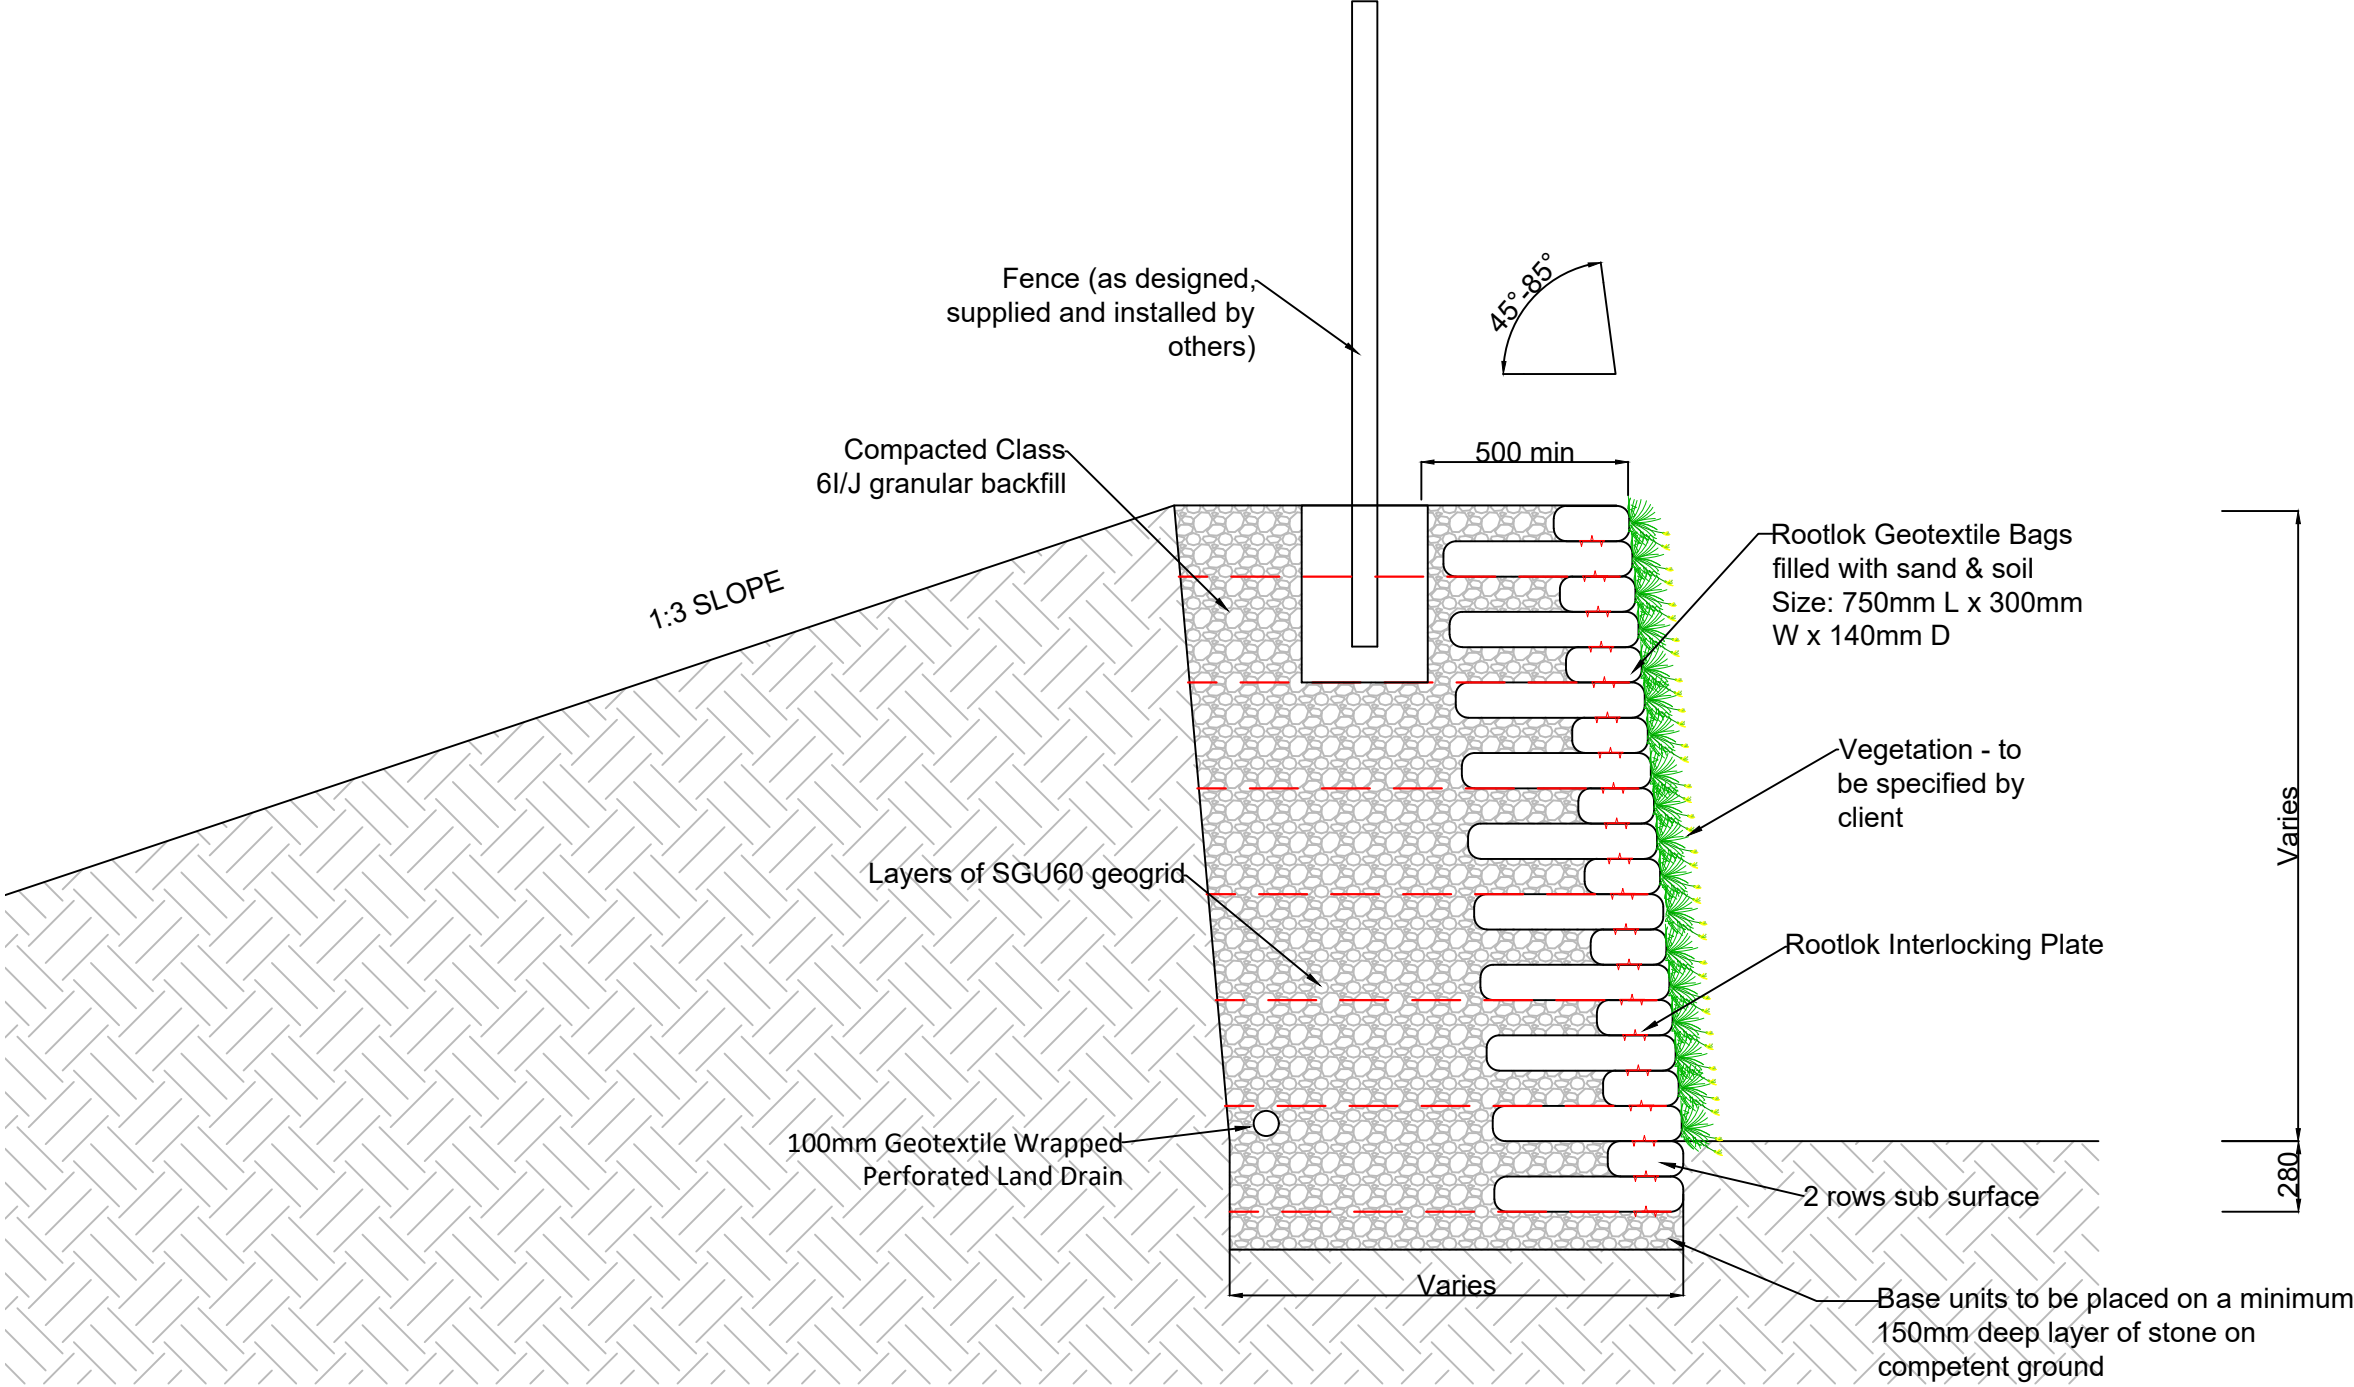 Fence (as designed,
supplied and installed by
others)
45°-85°
Compacted Class
6I/J granular backfill
500 min
Rootlok Geotextile Bags
filled with sand & soil
Size: 750mm L x 300mm
W x 140mm D
1:3 SLOPE
Vegetation - to
be specified by
client
Varies
Layers of SGU60 geogrid
Rootlok Interlocking Plate
100mm Geotextile Wrapped
Perforated Land Drain
280
2 rows sub surface
Varies
Base units to be placed on a minimum
150mm deep layer of stone on
competent ground